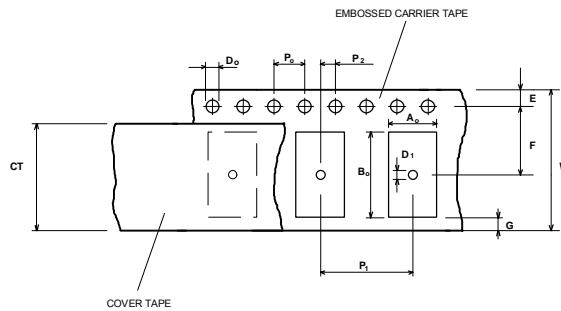 EMBOSSED CARRIER TAPE
Do Po P2
E
Ao
CT D1 F
Bo
G
P1
COVER TAPE